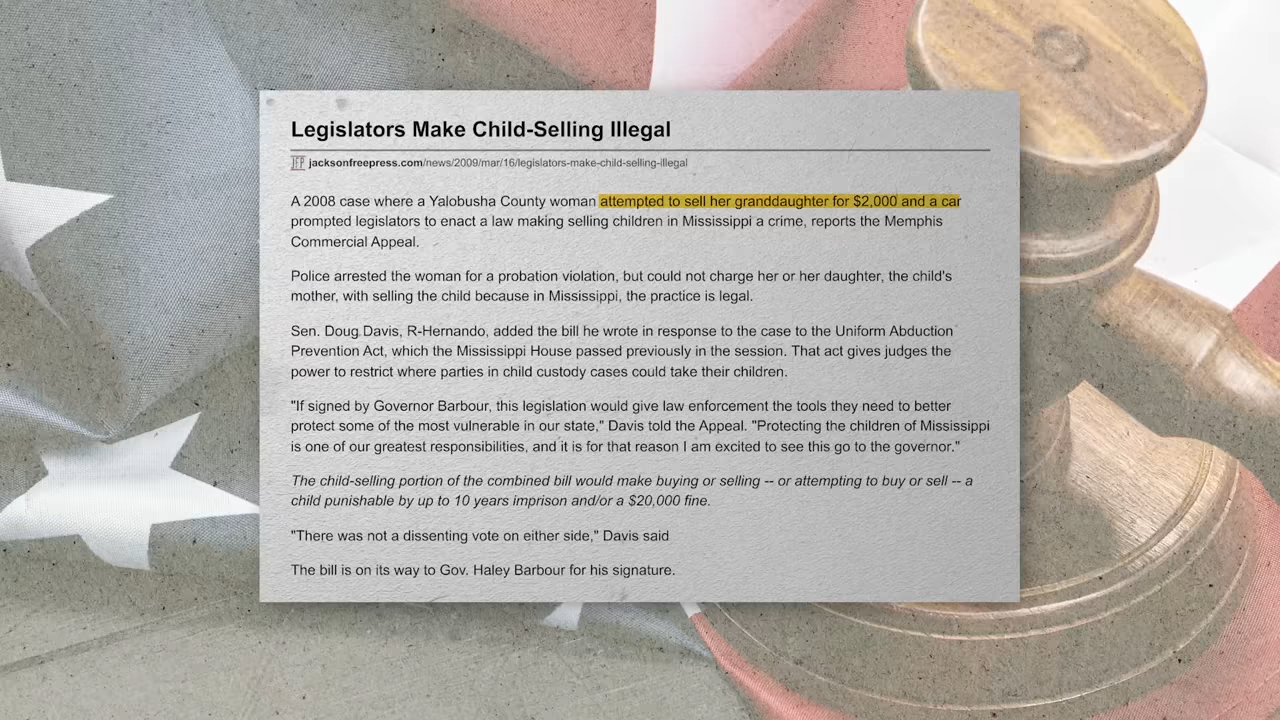 Legislators Make Child-Selling Illegal
JFP jacksonfreepress.com/news/2009/mar/16/legislators-make-child-selling-illegal
A 2008 case where a Yalobusha County woman attempted to sell her granddaughter for $2,000 and a car
prompted legislators to enact a law making selling children in Mississippi a crime, reports the Memphis
Commercial Appeal.
Police arrested the woman for a probation violation, but could not charge her or her daughter, the child's
mother, with selling the child because in Mississippi, the practice is legal.
Sen. Doug Davis, R-Hernando, added the bill he wrote in response to the case to the Uniform Abduction
Prevention Act, which the Mississippi House passed previously in the session. That act gives judges the
power to restrict where parties in child custody cases could take their children.
"If signed by Governor Barbour, this legislation would give law enforcement the tools they need to better
protect some of the most vulnerable in our state," Davis told the Appeal. "Protecting the children of Mississippi
is one of our greatest responsibilities, and it is for that reason I am excited to see this go to the governor."
The child-selling portion of the combined bill would make buying or selling -- or attempting to buy or sell -- a
child punishable by up to 10 years imprison and/or a $20,000 fine.
"There was not a dissenting vote on either side," Davis said
The bill is on its way to Gov. Haley Barbour for his signature.